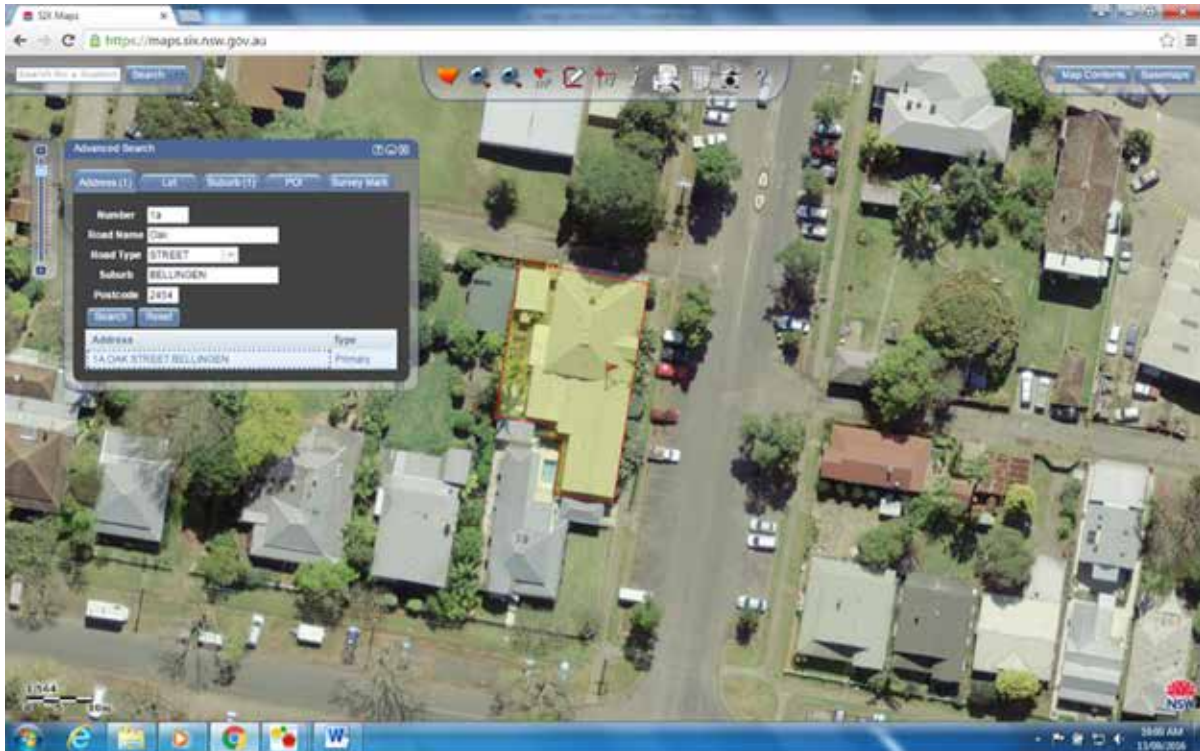 SIX Maps
https://maps.six.nsw.gov.au
Search
Map Contents Basemaps
Advanced Search
Address (1) Lot Suburb (1) POI Survey Mark
Number 1a
Road Name Oak
Road Type STREET
Suburb BELLINGEN
Postcode 2454
Search Reset
Address Type
1A OAK STREET BELLINGEN Primary
NSW
W
AM